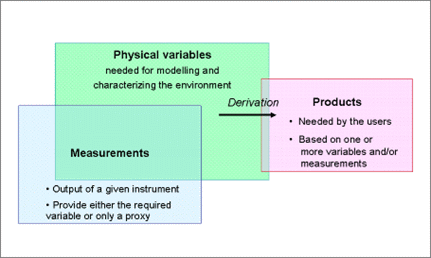 Physical variables
needed for modelling and
characterizing the environment
Derivation
Products
• Needed by the users
• Based on one or
more variables and/or
measurements
Measurements
• Output of a given instrument
• Provide either the required
variable or only a proxy